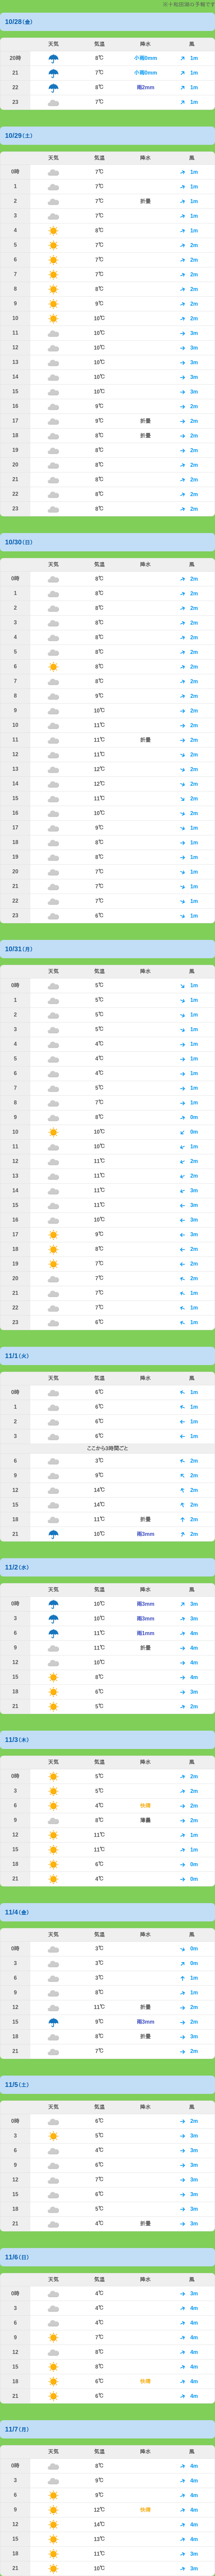 ※十和田湖の予報です
10/28(金)
天気 気温 降水 風
20時 8℃ 小雨0mm 1m
21 7℃ 小雨0mm 1m
22 8℃ 雨2mm 1m
23 7℃ 1m
10/29(土)
天気 気温 降水 風
0時 7℃ 1m
1 7℃ 1m
2 7℃ 折曇 1m
3 7℃ 1m
4 8℃ 1m
5 7℃ 2m
6 7℃ 2m
7 7℃ 2m
8 8℃ 2m
9 9℃ 2m
10 10℃ 2m
11 10℃ 3m
12 10℃ 3m
13 10℃ 3m
14 10℃ 3m
15 10℃ 3m
16 9℃ 2m
17 9℃ 折曇 2m
18 8℃ 折曇 2m
19 8℃ 2m
20 8℃ 2m
21 8℃ 2m
22 8℃ 2m
23 8℃ 2m
10/30(日)
天気 気温 降水 風
0時 8℃ 2m
1 8℃ 2m
2 8℃ 2m
3 8℃ 2m
4 8℃ 2m
5 8℃ 2m
6 8℃ 2m
7 8℃ 2m
8 9℃ 2m
9 10℃ 2m
10 11℃ 2m
11 11℃ 折曇 2m
12 11℃ 2m
13 12℃ 2m
14 12℃ 2m
15 11℃ 2m
16 10℃ 2m
17 9℃ 1m
18 8℃ 1m
19 8℃ 1m
20 7℃ 1m
21 7℃ 1m
22 7℃ 1m
23 6℃ 1m
10/31(月)
天気 気温 降水 風
0時 5℃ 1m
1 5℃ 1m
2 5℃ 1m
3 5℃ 1m
4 4℃ 1m
5 4℃ 1m
6 4℃ 1m
7 5℃ 1m
8 7℃ 1m
9 8℃ 0m
10 10℃ 0m
11 10℃ 1m
12 11℃ 2m
13 11℃ 2m
14 11℃ 3m
15 11℃ 3m
16 10℃ 3m
17 9℃ 3m
18 8℃ 2m
19 7℃ 2m
20 7℃ 2m
21 7℃ 1m
22 7℃ 1m
23 6℃ 1m
11/1(火)
天気 気温 降水 風
0時 6℃ 1m
1 6℃ 1m
2 6℃ 1m
3 6℃ 1m
ここから3時間ごと
6 3℃ 2m
9 9℃ 2m
12 14℃ 2m
15 14℃ 2m
18 11℃ 折曇 2m
21 10℃ 雨3mm 2m
11/2(水)
天気 気温 降水 風
0時 10℃ 雨3mm 3m
3 10℃ 雨3mm 3m
6 11℃ 雨1mm 4m
9 11℃ 折曇 4m
12 10℃ 4m
15 8℃ 4m
18 6℃ 3m
21 5℃ 2m
11/3(木)
天気 気温 降水 風
0時 5℃ 2m
3 5℃ 2m
6 4℃ 快晴 2m
9 8℃ 薄曇 2m
12 11℃ 1m
15 11℃ 1m
18 6℃ 0m
21 4℃ 0m
11/4(金)
天気 気温 降水 風
0時 3℃ 0m
3 3℃ 0m
6 3℃ 1m
9 8℃ 1m
12 11℃ 折曇 2m
15 9℃ 雨3mm 2m
18 8℃ 折曇 3m
21 7℃ 2m
11/5(土)
天気 気温 降水 風
0時 6℃ 2m
3 5℃ 3m
6 4℃ 3m
9 6℃ 3m
12 7℃ 3m
15 6℃ 3m
18 5℃ 3m
21 4℃ 折曇 3m
11/6(日)
天気 気温 降水 風
0時 4℃ 3m
3 4℃ 4m
6 4℃ 4m
9 7℃ 4m
12 8℃ 4m
15 8℃ 4m
18 6℃ 快晴 4m
21 6℃ 4m
11/7(月)
天気 気温 降水 風
0時 8℃ 4m
3 9℃ 4m
6 9℃ 4m
9 12℃ 快晴 4m
12 14℃ 4m
15 13℃ 4m
18 11℃ 3m
21 10℃ 3m